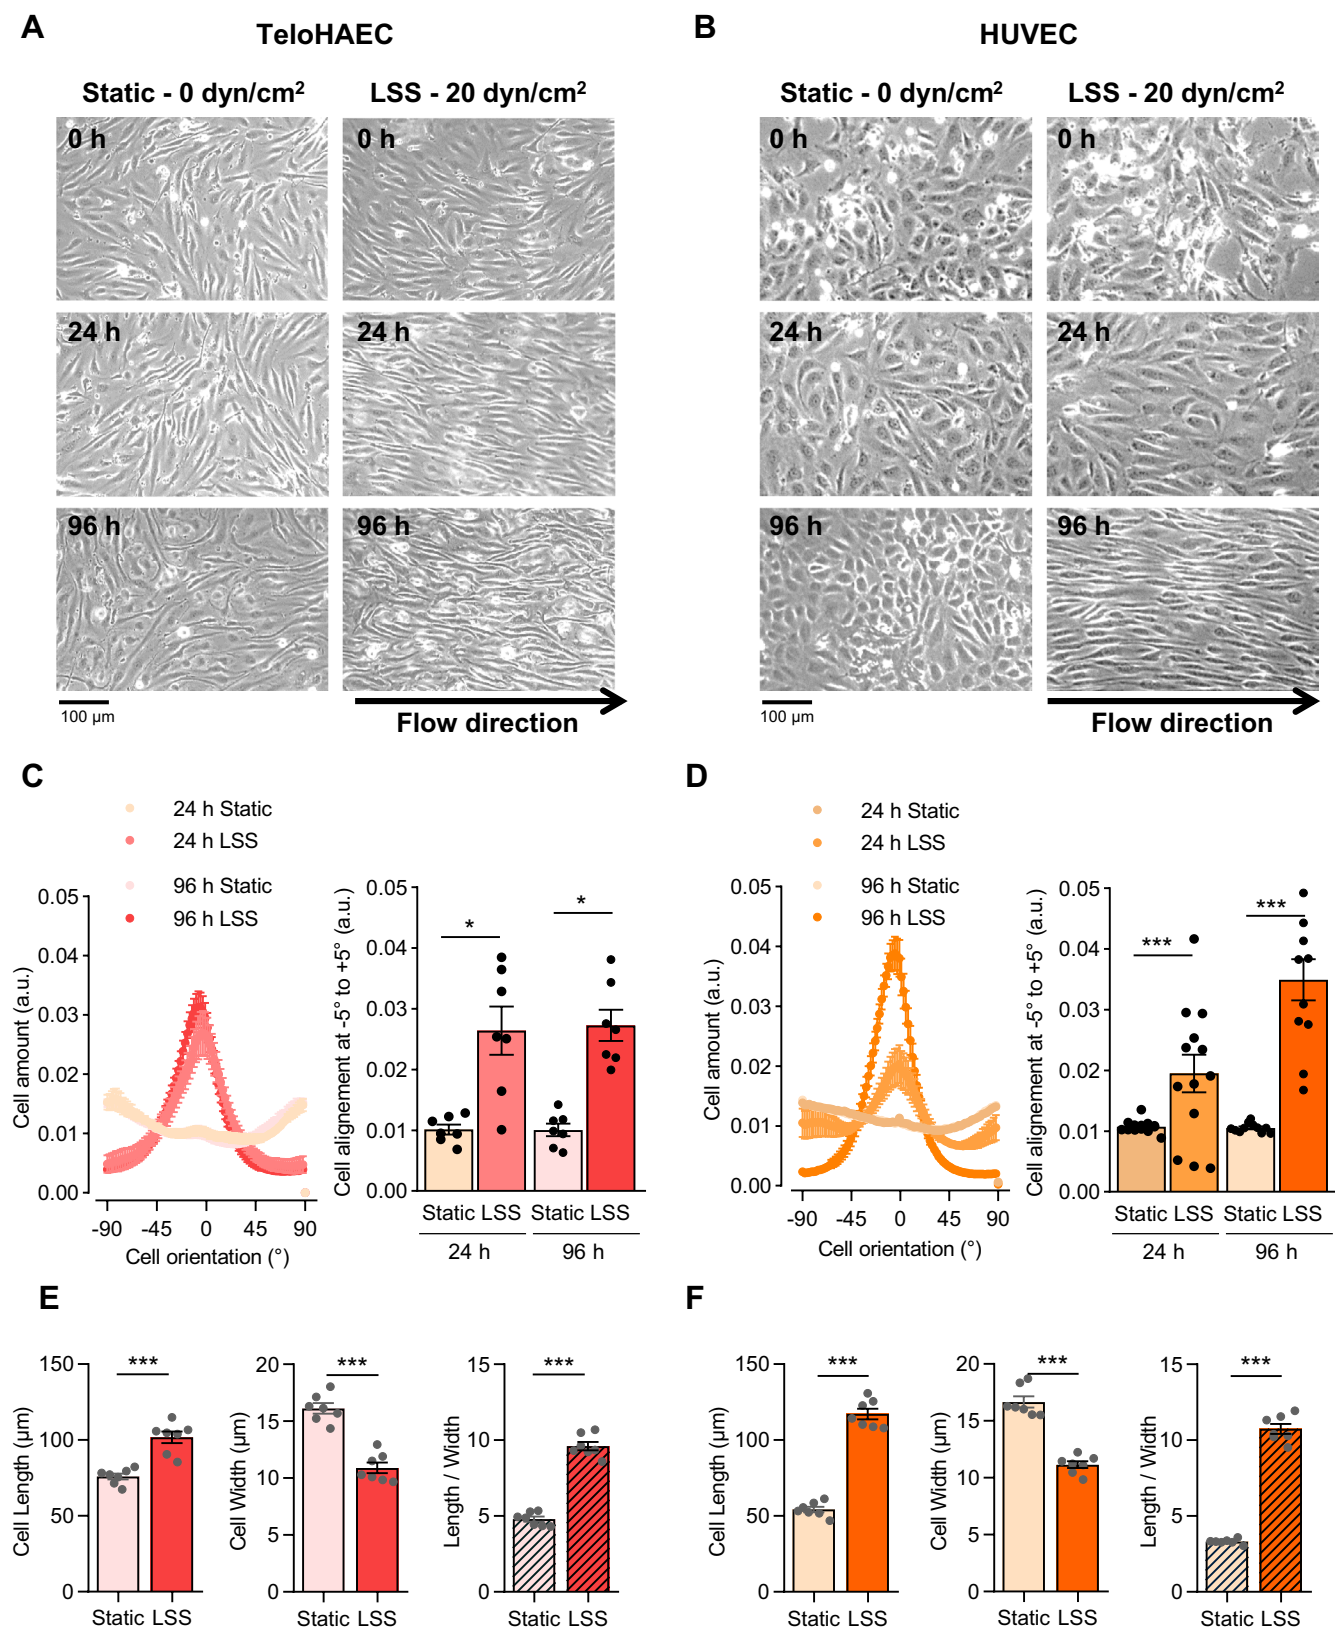 A
TeloHAEC
Static - 0 dyn/cm²
LSS - 20 dyn/cm²
0 h
0 h
24 h
24 h
96 h
96 h
100 µm
Flow direction
B
HUVEC
Static - 0 dyn/cm²
LSS - 20 dyn/cm²
0 h
0 h
24 h
24 h
96 h
96 h
100 µm
Flow direction
C
24 h Static
24 h LSS
96 h Static
96 h LSS
Cell amount (a.u.)
0.05
0.04
0.03
0.02
0.01
0.00
-90 -45 0 45 90
Cell orientation (°)
Cell alignement at -5° to +5° (a.u.)
0.05
0.04
0.03
0.02
0.01
0.00
* *
Static LSS Static LSS
24 h 96 h
D
24 h Static
24 h LSS
96 h Static
96 h LSS
Cell amount (a.u.)
0.05
0.04
0.03
0.02
0.01
0.00
-90 -45 0 45 90
Cell orientation (°)
Cell alignement at -5° to +5° (a.u.)
0.05
0.04
0.03
0.02
0.01
0.00
*** ***
Static LSS Static LSS
24 h 96 h
E
Cell Length (µm)
150
100
50
0
***
Static LSS
Cell Width (µm)
20
15
10
5
0
***
Static LSS
Length / Width
15
10
5
0
***
Static LSS
F
Cell Length (µm)
150
100
50
0
***
Static LSS
Cell Width (µm)
20
15
10
5
0
***
Static LSS
Length / Width
15
10
5
0
***
Static LSS